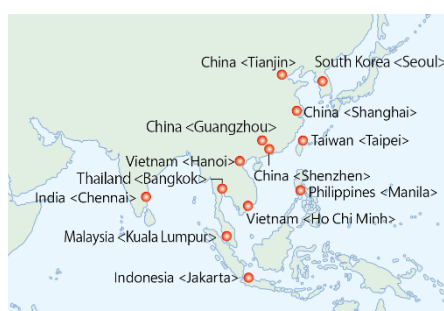 China <Tianjin>
South Korea <Seoul>
China <Shanghai>
China <Guangzhou>
Taiwan <Taipei>
Vietnam <Hanoi>
China <Shenzhen>
Thailand <Bangkok>
Philippines <Manila>
India <Chennai>
Vietnam <Ho Chi Minh>
Malaysia <Kuala Lumpur>
Indonesia <Jakarta>